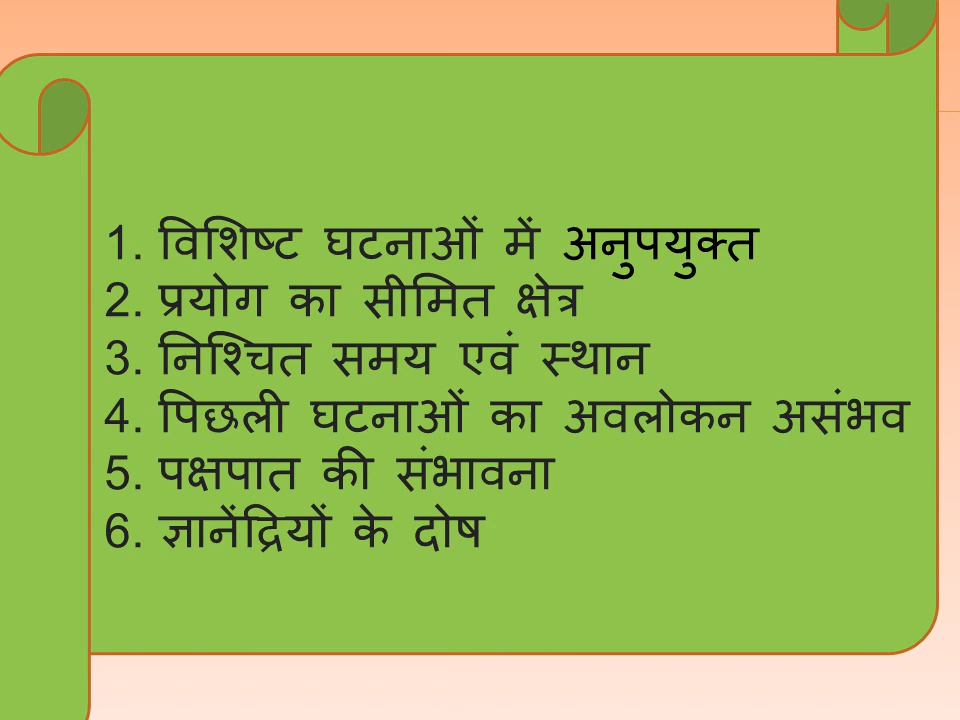 1. विशिष्ट घटनाओं में अनुपयुक्त
2. प्रयोग का सीमित क्षेत्र
3. निश्चित समय एवं स्थान
4. पिछली घटनाओं का अवलोकन असंभव
5. पक्षपात की संभावना
6. ज्ञानेंद्रियों के दोष